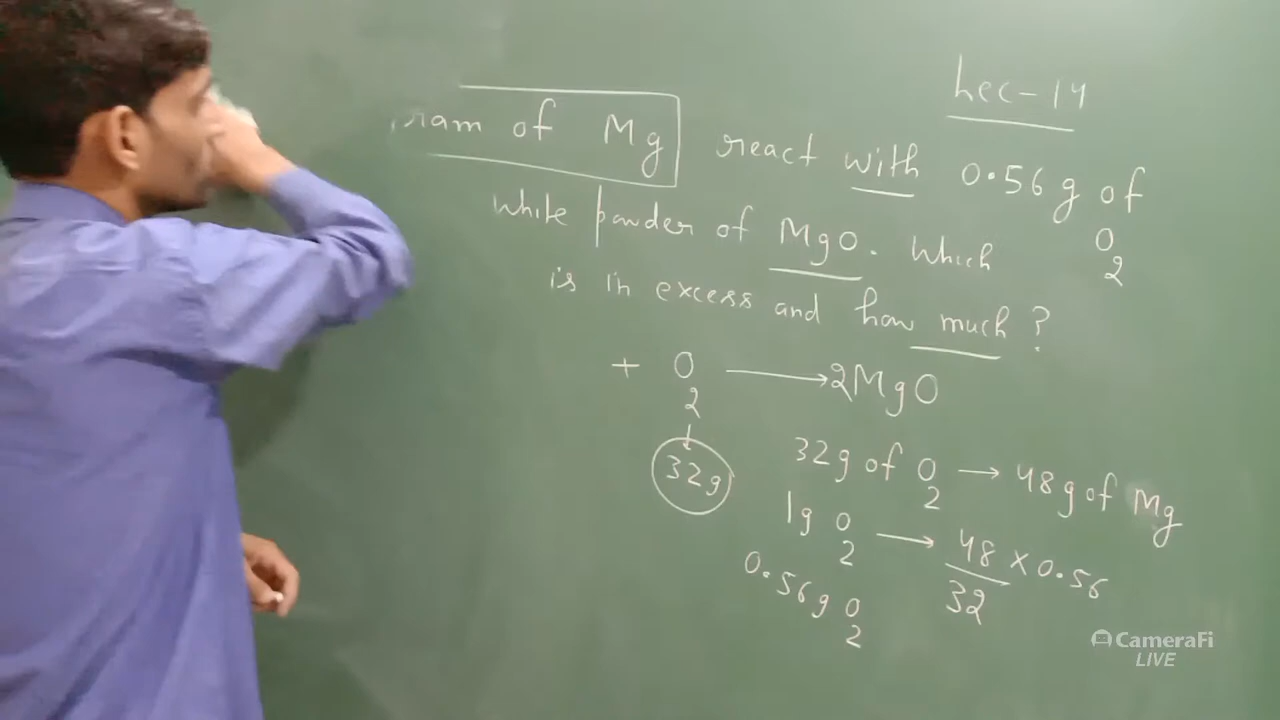 Lec-14
ram of Mg react with 0.56g of O2
white powder of MgO. Which
is in excess and how much ?
+ O2 → 2MgO
32g
32g of O2 → 48g of Mg
1g O2 → 48/32 × 0.56
0.56g O2
CameraFi
LIVE